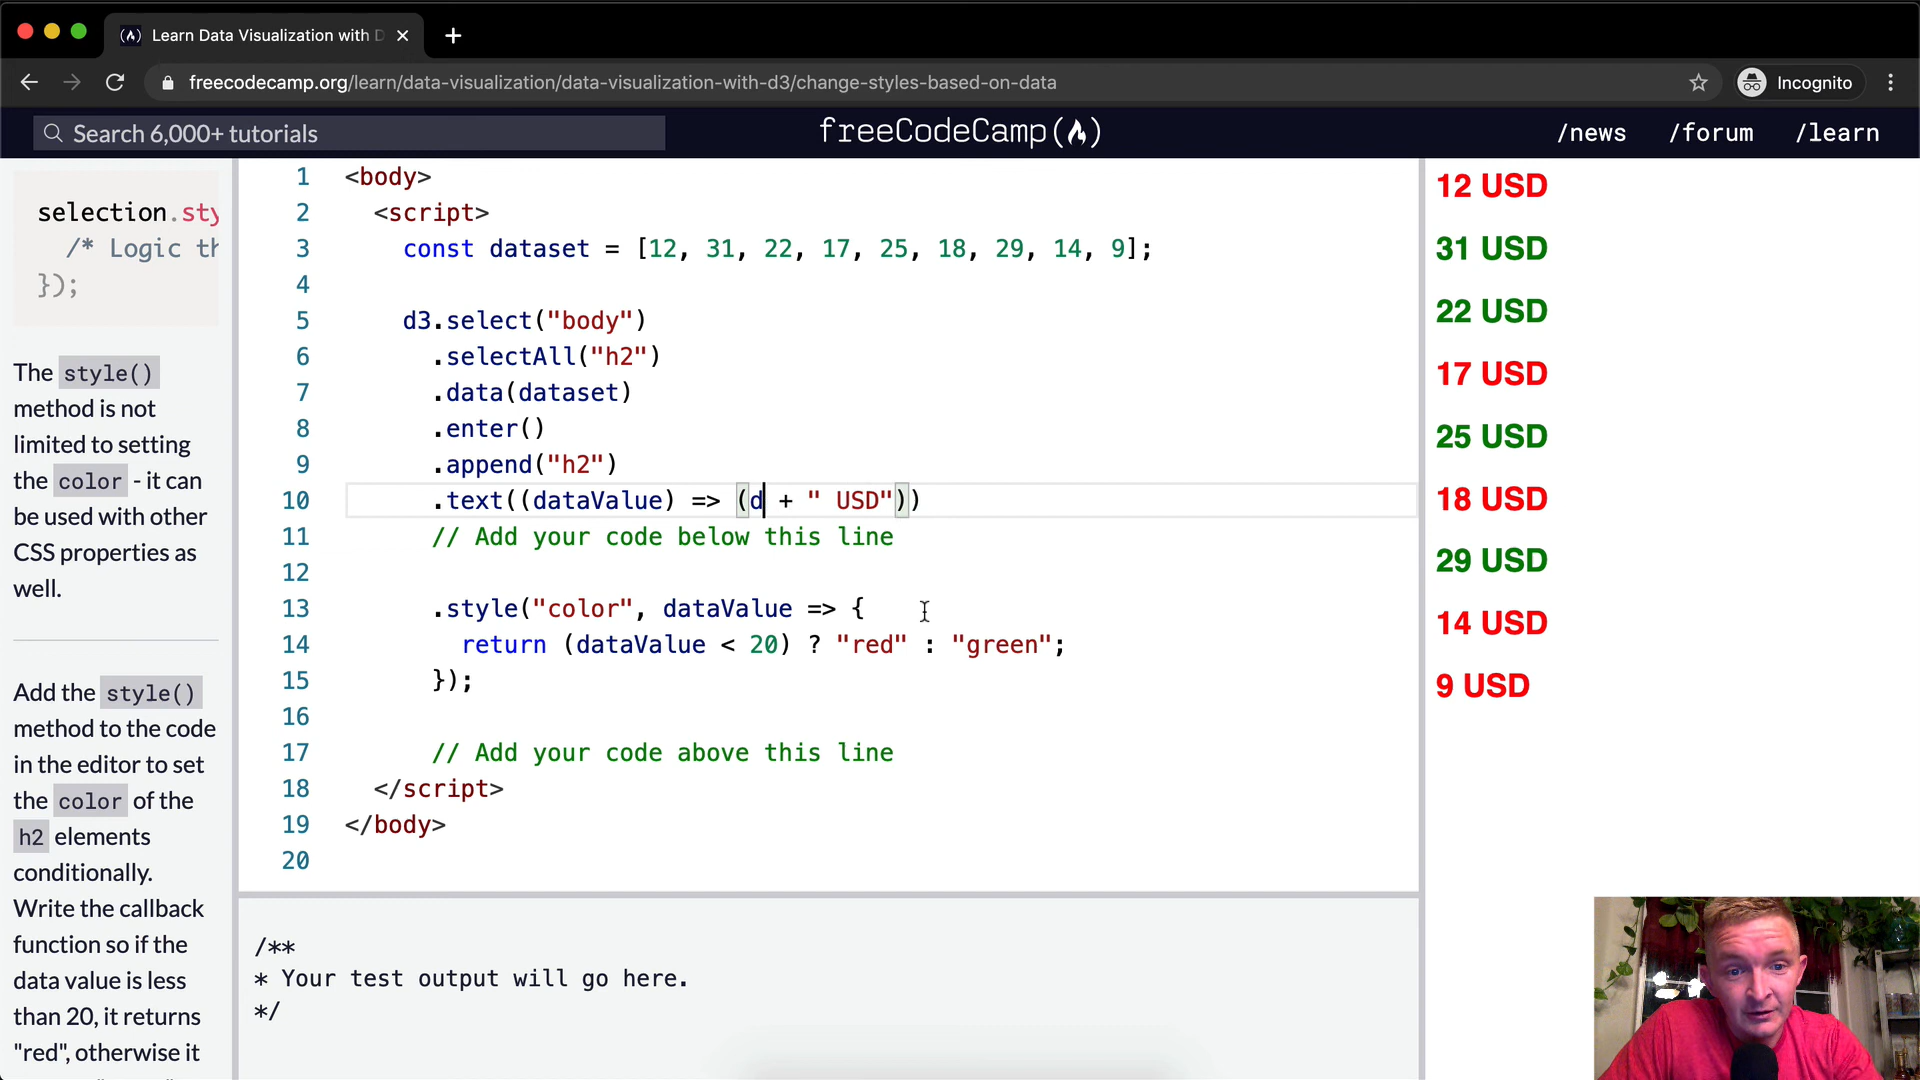 Learn Data Visualization with D
freecodecamp.org/learn/data-visualization/data-visualization-with-d3/change-styles-based-on-data
Incognito
Search 6,000+ tutorials
freeCodeCamp
/news
/forum
/learn
selection.sty
/* Logic th
});
The style()
method is not
limited to setting
the color - it can
be used with other
CSS properties as
well.
Add the style()
method to the code
in the editor to set
the color of the
h2 elements
conditionally.
Write the callback
function so if the
data value is less
than 20, it returns
"red", otherwise it
1 <body>
2 <script>
3 const dataset = [12, 31, 22, 17, 25, 18, 29, 14, 9];
4
5 d3.select("body")
6 .selectAll("h2")
7 .data(dataset)
8 .enter()
9 .append("h2")
10 .text((dataValue) => (d + " USD"))
11 // Add your code below this line
12
13 .style("color", dataValue => {
14 return (dataValue < 20) ? "red" : "green";
15 });
16
17 // Add your code above this line
18 </script>
19 </body>
20
/**
* Your test output will go here.
*/
12 USD
31 USD
22 USD
17 USD
25 USD
18 USD
29 USD
14 USD
9 USD